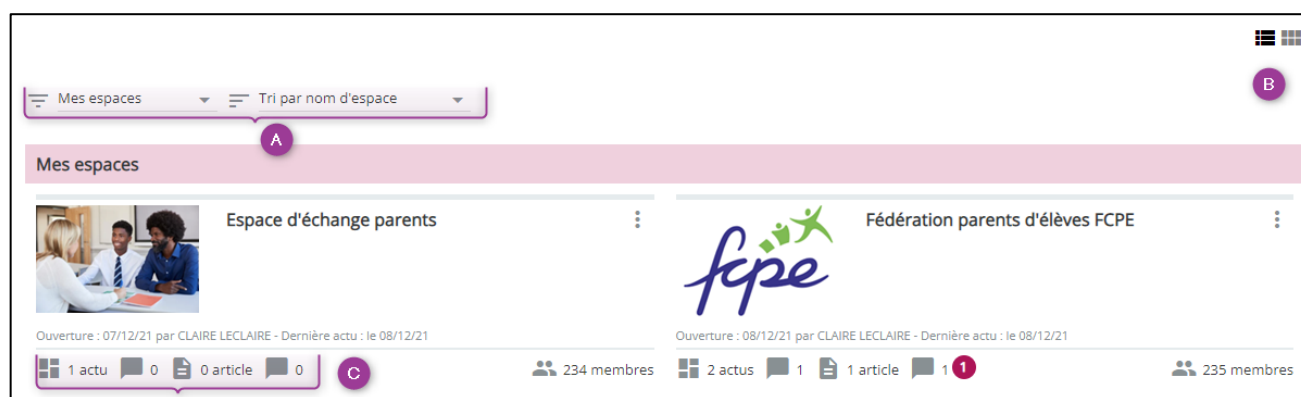 B
Mes espaces Tri par nom d'espace
A
Mes espaces
Espace d'échange parents
Fédération parents d'élèves FCPE
fcpe
Ouverture : 07/12/21 par CLAIRE LECLAIRE - Dernière actu : le 08/12/21
Ouverture : 08/12/21 par CLAIRE LECLAIRE - Dernière actu : le 08/12/21
1 actu 0 0 article 0 C 234 membres
2 actus 1 1 article 1 1 235 membres